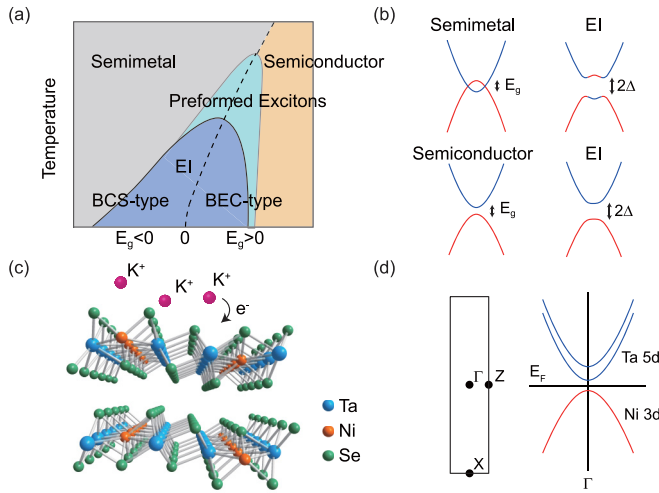 (a)
Semimetal
Semiconductor
Preformed Excitons
EI
BCS-type
BEC-type
Temperature
E_g<0
0
E_g>0
(b)
Semimetal
EI
E_g
2Δ
Semiconductor
EI
E_g
2Δ
(c)
K⁺
K⁺
K⁺
e⁻
Ta
Ni
Se
(d)
Γ
Z
X
E_F
Ta 5d
Ni 3d
Γ